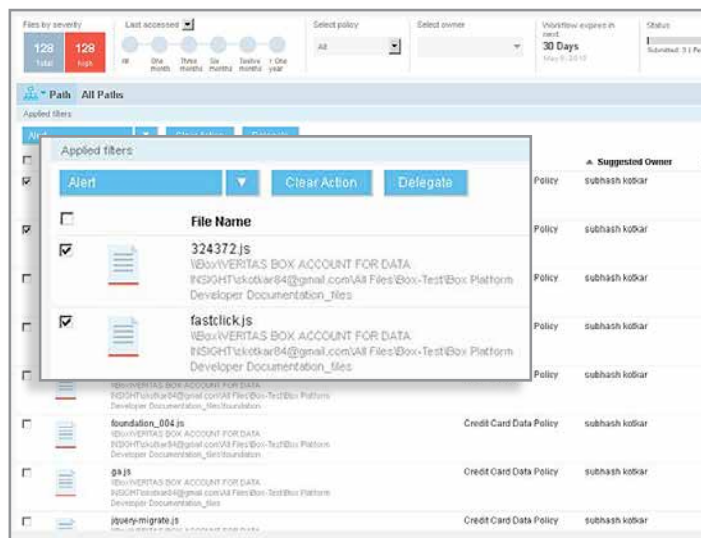 Files by severity
Last accessed
Select policy
Select owner
Workflow expires in next
Status
128
Total
128
high
All
One month
Three months
Six months
Twelve months
One year
All
30 Days
Submitted: 3 |
Path All Paths
Applied filters
Suggested Owner
Policy subhash kotkar
Policy subhash kotkar
Policy subhash kotkar
Policy subhash kotkar
Policy subhash kotkar
Applied filters
Alert
Clear Action
Delegate
File Name
324372.js
\\Box\VERITAS BOX ACCOUNT FOR DATA
INSIGHT\skotkar84@gmail.com\All Files\Box-Test\Box Platform
Developer Documentation_files
fastclick.js
\\Box\VERITAS BOX ACCOUNT FOR DATA
INSIGHT\skotkar84@gmail.com\All Files\Box-Test\Box Platform
Developer Documentation_files
\\Box\VERITAS BOX ACCOUNT FOR DATA
INSIGHT\skotkar84@gmail.com\All Files\Box-Test\Box Platform
Developer Documentation_files\foundation
foundation_004.js
Credit Card Data Policy
subhash kotkar
\\Box\VERITAS BOX ACCOUNT FOR DATA
INSIGHT\skotkar84@gmail.com\All Files\Box-Test\Box Platform
Developer Documentation_files\foundation
ga.js
Credit Card Data Policy
subhash kotkar
\\Box\VERITAS BOX ACCOUNT FOR DATA
INSIGHT\skotkar84@gmail.com\All Files\Box-Test\Box Platform
Developer Documentation_files
jquery-migrate.js
Credit Card Data Policy
subhash kotkar